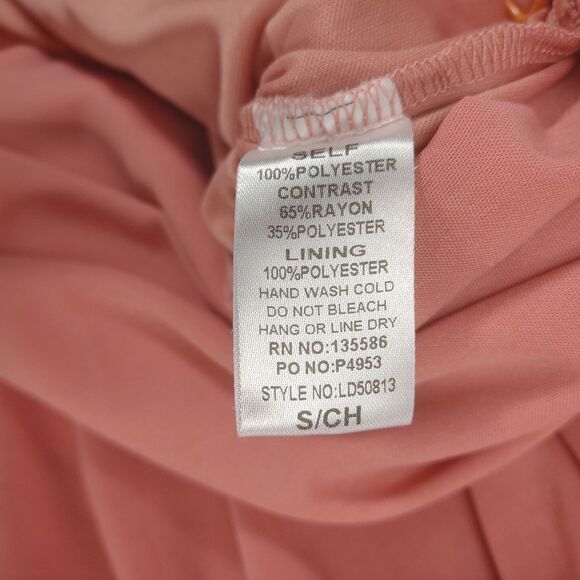 SELF
100%POLYESTER
CONTRAST
65%RAYON
35%POLYESTER
LINING
100%POLYESTER
HAND WASH COLD
DO NOT BLEACH
HANG OR LINE DRY
RN NO:135586
PO NO:P4953
STYLE NO:LD50813
S/CH